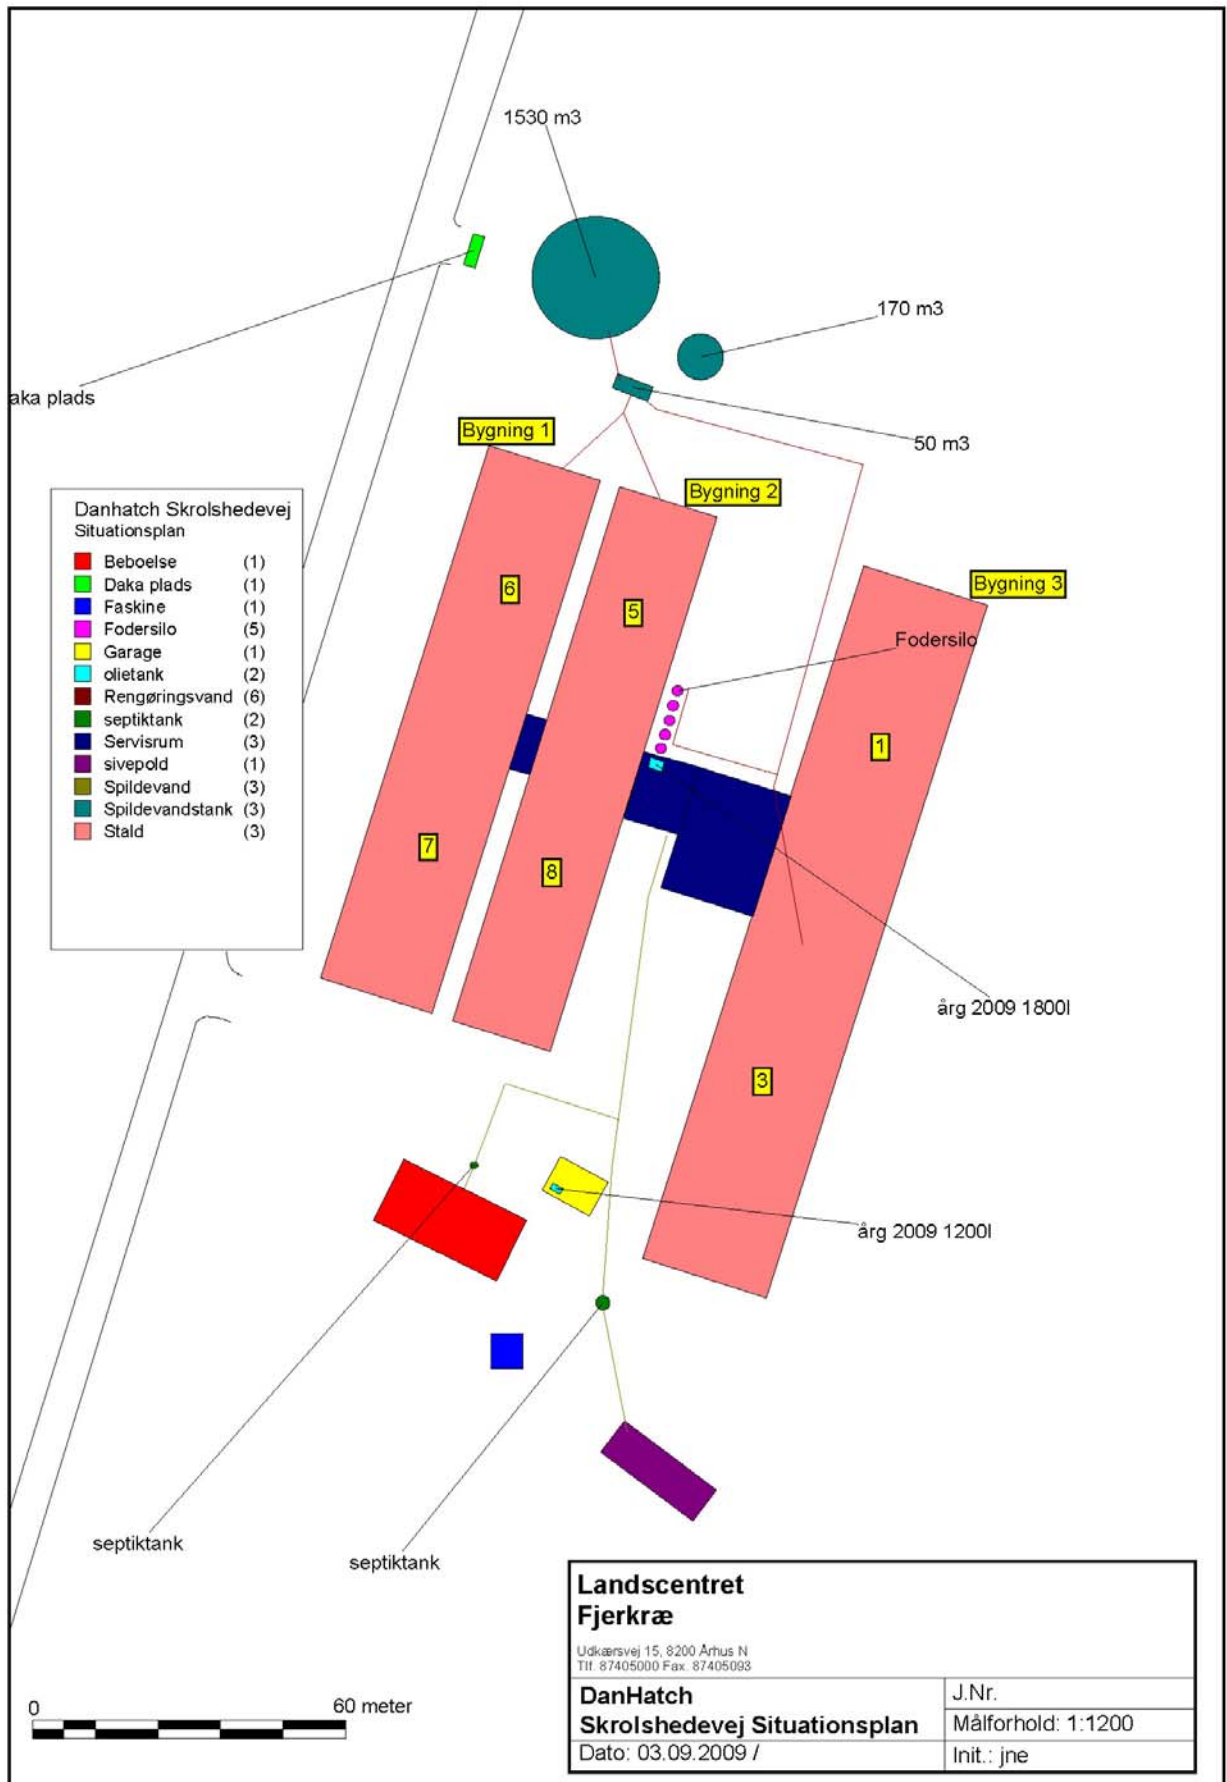 1530 m3
170 m3
aka plads
Bygning 1
50 m3
Bygning 2
Bygning 3
Danhatch Skrolshedevej
Situationsplan
Beboelse (1)
Daka plads (1)
Faskine (1)
Fodersilo (5)
Garage (1)
olietank (2)
Rengøringsvand (6)
septiktank (2)
Servisrum (3)
sivepold (1)
Spildevand (3)
Spildevandstank (3)
Stald (3)
6
5
Fodersilo
1
7
8
årg 2009 1800l
3
årg 2009 1200l
septiktank
septiktank
0 60 meter
Landscentret
Fjerkræ
Udkærsvej 15, 8200 Århus N
Tlf. 87405000 Fax. 87405093
DanHatch
Skrolshedevej Situationsplan
J.Nr.
Målforhold: 1:1200
Dato: 03.09.2009 /
Init.: jne